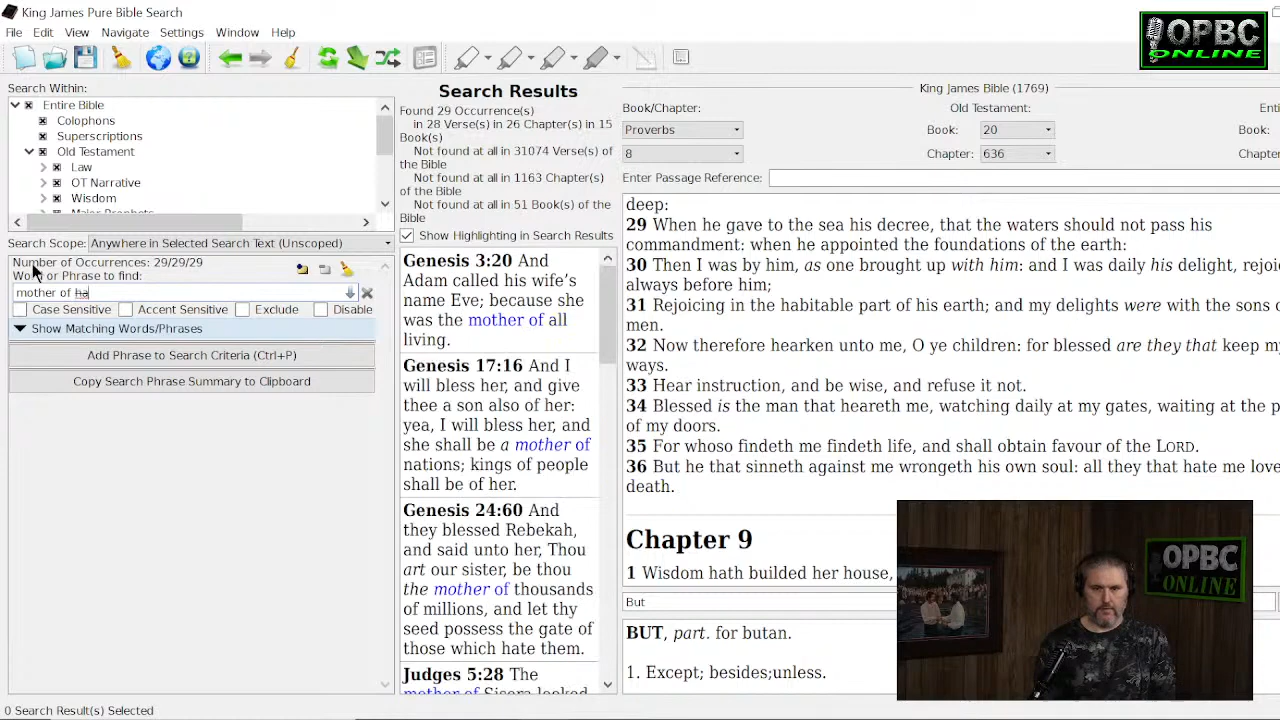 King James Pure Bible Search
File Edit View Navigate Settings Window Help
OPBC
ONLINE
Search Within:
Entire Bible
Colophons
Superscriptions
Old Testament
Law
OT Narrative
Wisdom
Major Prophets
Search Scope: Anywhere in Selected Search Text (Unscoped)
Number of Occurrences: 29/29/29
Word or Phrase to find:
mother of ha
Case Sensitive Accent Sensitive Exclude Disable
Show Matching Words/Phrases
Add Phrase to Search Criteria (Ctrl+P)
Copy Search Phrase Summary to Clipboard
Search Results
Found 29 Occurrence(s)
in 28 Verse(s) in 26 Chapter(s) in 15
Book(s)
Not found at all in 31074 Verse(s) of
the Bible
Not found at all in 1163 Chapter(s)
of the Bible
Not found at all in 51 Book(s) of the
Bible
Show Highlighting in Search Results
Genesis 3:20 And
Adam called his wife's
name Eve; because she
was the mother of all
living.
Genesis 17:16 And I
will bless her, and give
thee a son also of her:
yea, I will bless her, and
she shall be a mother of
nations; kings of people
shall be of her.
Genesis 24:60 And
they blessed Rebekah,
and said unto her, Thou
art our sister, be thou
the mother of thousands
of millions, and let thy
seed possess the gate of
those which hate them.
Judges 5:28 The
mother of Sisera looked
King James Bible (1769)
Book/Chapter: Old Testament:
Proverbs Book: 20 Book:
8 Chapter: 636 Chapter:
Enter Passage Reference:
deep:
29 When he gave to the sea his decree, that the waters should not pass his
commandment: when he appointed the foundations of the earth:
30 Then I was by him, as one brought up with him: and I was daily his delight,
always before him;
31 Rejoicing in the habitable part of his earth; and my delights were with the sons
men.
32 Now therefore hearken unto me, O ye children: for blessed are they that keep
ways.
33 Hear instruction, and be wise, and refuse it not.
34 Blessed is the man that heareth me, watching daily at my gates, waiting at the
of my doors.
35 For whoso findeth me findeth life, and shall obtain favour of the LORD.
36 But he that sinneth against me wrongeth his own soul: all they that hate me
death.
Chapter 9
1 Wisdom hath builded her house,
But
BUT, part. for butan.
1. Except; besides;unless.
OPBC
ONLINE
0 Search Result(s) Selected